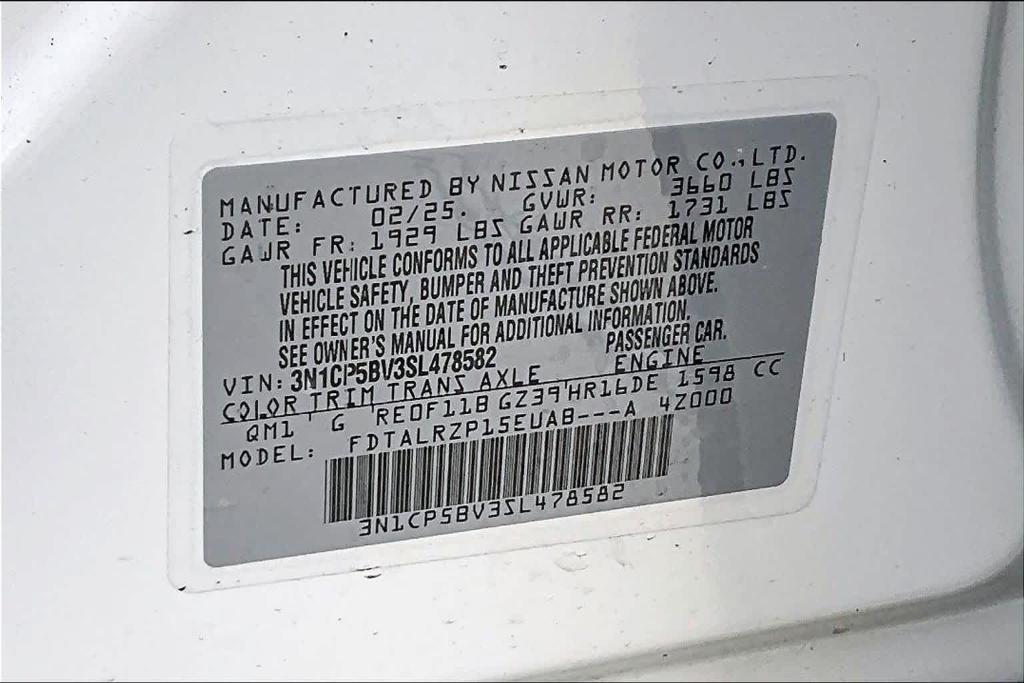 MANUFACTURED BY NISSAN MOTOR CO.,LTD.
DATE: 02/25. GVWR: 3660 LBS
GAWR FR: 1929 LBS GAWR RR: 1731 LBS
THIS VEHICLE CONFORMS TO ALL APPLICABLE FEDERAL MOTOR
VEHICLE SAFETY, BUMPER AND THEFT PREVENTION STANDARDS
IN EFFECT ON THE DATE OF MANUFACTURE SHOWN ABOVE.
SEE OWNER'S MANUAL FOR ADDITIONAL INFORMATION.
VIN: 3N1CP5BV3SL478582 PASSENGER CAR.
COLOR TRIM TRANS AXLE ENGINE
QM1 G RE0F11B GZ39 HR16DE 1598 CC
MODEL: FDTALRZP15EUAB---A 4Z000
3N1CP5BV3SL478582